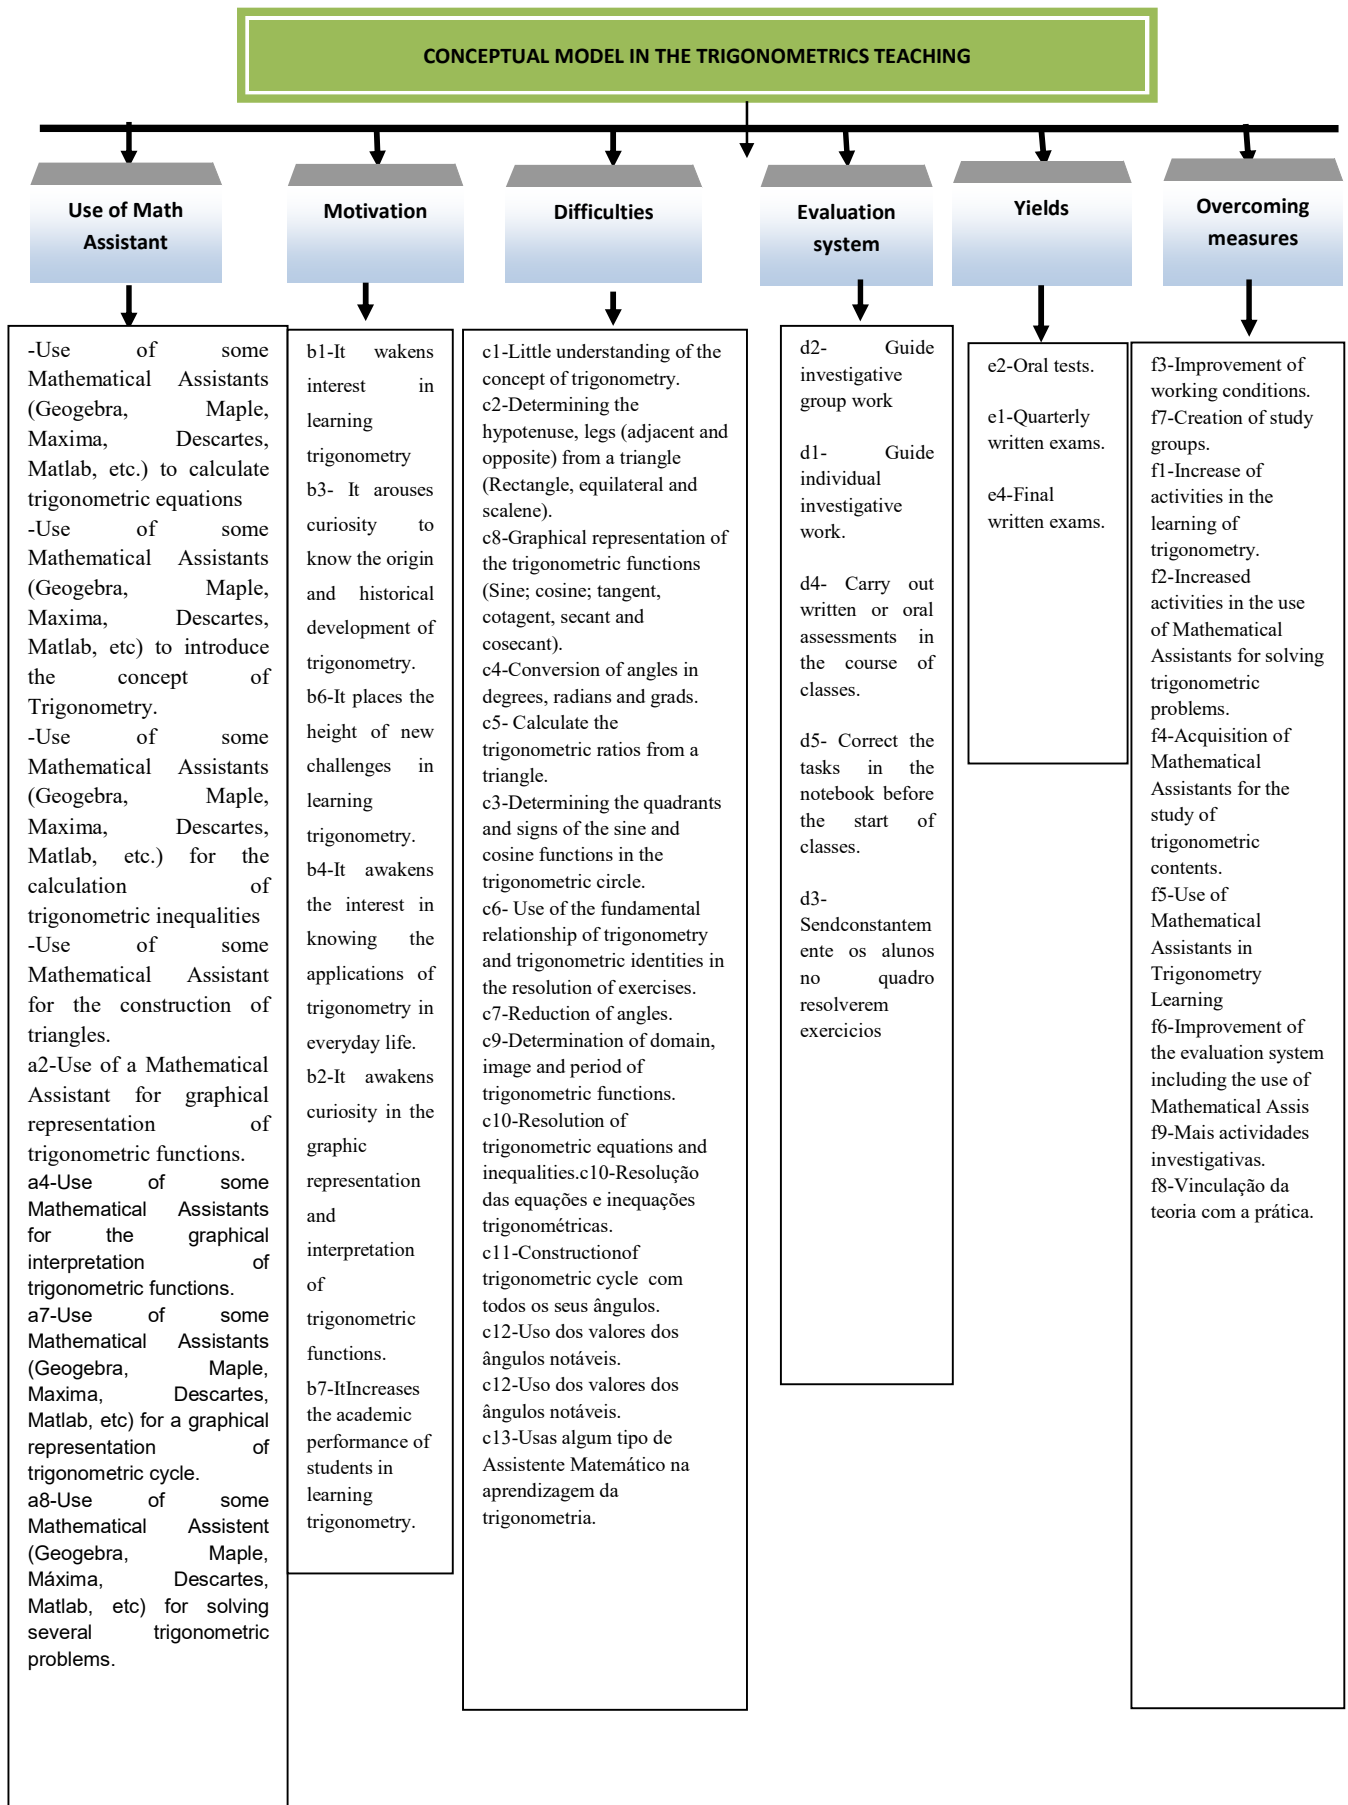 CONCEPTUAL MODEL IN THE TRIGONOMETRICS TEACHING
Use of Math
Assistant
Motivation
Difficulties
Evaluation
system
Yields
Overcoming
measures
-Use of some
Mathematical Assistants
(Geogebra, Maple,
Maxima, Descartes,
Matlab, etc.) to calculate
trigonometric equations
-Use of some
Mathematical Assistants
(Geogebra, Maple,
Maxima, Descartes,
Matlab, etc) to introduce
the concept of
Trigonometry.
-Use of some
Mathematical Assistants
(Geogebra, Maple,
Maxima, Descartes,
Matlab, etc.) for the
calculation of
trigonometric inequalities
-Use of some
Mathematical Assistant
for the construction of
triangles.
a2-Use of a Mathematical
Assistant for graphical
representation of
trigonometric functions.
a4-Use of some
Mathematical Assistants
for the graphical
interpretation of
trigonometric functions.
a7-Use of some
Mathematical Assistants
(Geogebra, Maple,
Maxima, Descartes,
Matlab, etc) for a graphical
representation of
trigonometric cycle.
a8-Use of some
Mathematical Assistent
(Geogebra, Maple,
Máxima, Descartes,
Matlab, etc) for solving
several trigonometric
problems.
b1-It wakens
interest in
learning
trigonometry
b3- It arouses
curiosity to
know the origin
and historical
development of
trigonometry.
b6-It places the
height of new
challenges in
learning
trigonometry.
b4-It awakens
the interest in
knowing the
applications of
trigonometry in
everyday life.
b2-It awakens
curiosity in the
graphic
representation
and
interpretation
of
trigonometric
functions.
b7-ItIncreases
the academic
performance of
students in
learning
trigonometry.
c1-Little understanding of the
concept of trigonometry.
c2-Determining the
hypotenuse, legs (adjacent and
opposite) from a triangle
(Rectangle, equilateral and
scalene).
c8-Graphical representation of
the trigonometric functions
(Sine; cosine; tangent,
cotagent, secant and
cosecant).
c4-Conversion of angles in
degrees, radians and grads.
c5- Calculate the
trigonometric ratios from a
triangle.
c3-Determining the quadrants
and signs of the sine and
cosine functions in the
trigonometric circle.
c6- Use of the fundamental
relationship of trigonometry
and trigonometric identities in
the resolution of exercises.
c7-Reduction of angles.
c9-Determination of domain,
image and period of
trigonometric functions.
c10-Resolution of
trigonometric equations and
inequalities.c10-Resolução
das equações e inequações
trigonométricas.
c11-Constructionof
trigonometric cycle com
todos os seus ângulos.
c12-Uso dos valores dos
ângulos notáveis.
c12-Uso dos valores dos
ângulos notáveis.
c13-Usas algum tipo de
Assistente Matemático na
aprendizagem da
trigonometria.
d2- Guide
investigative
group work
d1- Guide
individual
investigative
work.
d4- Carry out
written or oral
assessments in
the course of
classes.
d5- Correct the
tasks in the
notebook before
the start of
classes.
d3-
Sendconstantem
ente os alunos
no quadro
resolverem
exercicios
e2-Oral tests.
e1-Quarterly
written exams.
e4-Final
written exams.
f3-Improvement of
working conditions.
f7-Creation of study
groups.
f1-Increase of
activities in the
learning of
trigonometry.
f2-Increased
activities in the use
of Mathematical
Assistants for solving
trigonometric
problems.
f4-Acquisition of
Mathematical
Assistants for the
study of
trigonometric
contents.
f5-Use of
Mathematical
Assistants in
Trigonometry
Learning
f6-Improvement of
the evaluation system
including the use of
Mathematical Assis
f9-Mais actividades
investigativas.
f8-Vinculação da
teoria com a prática.